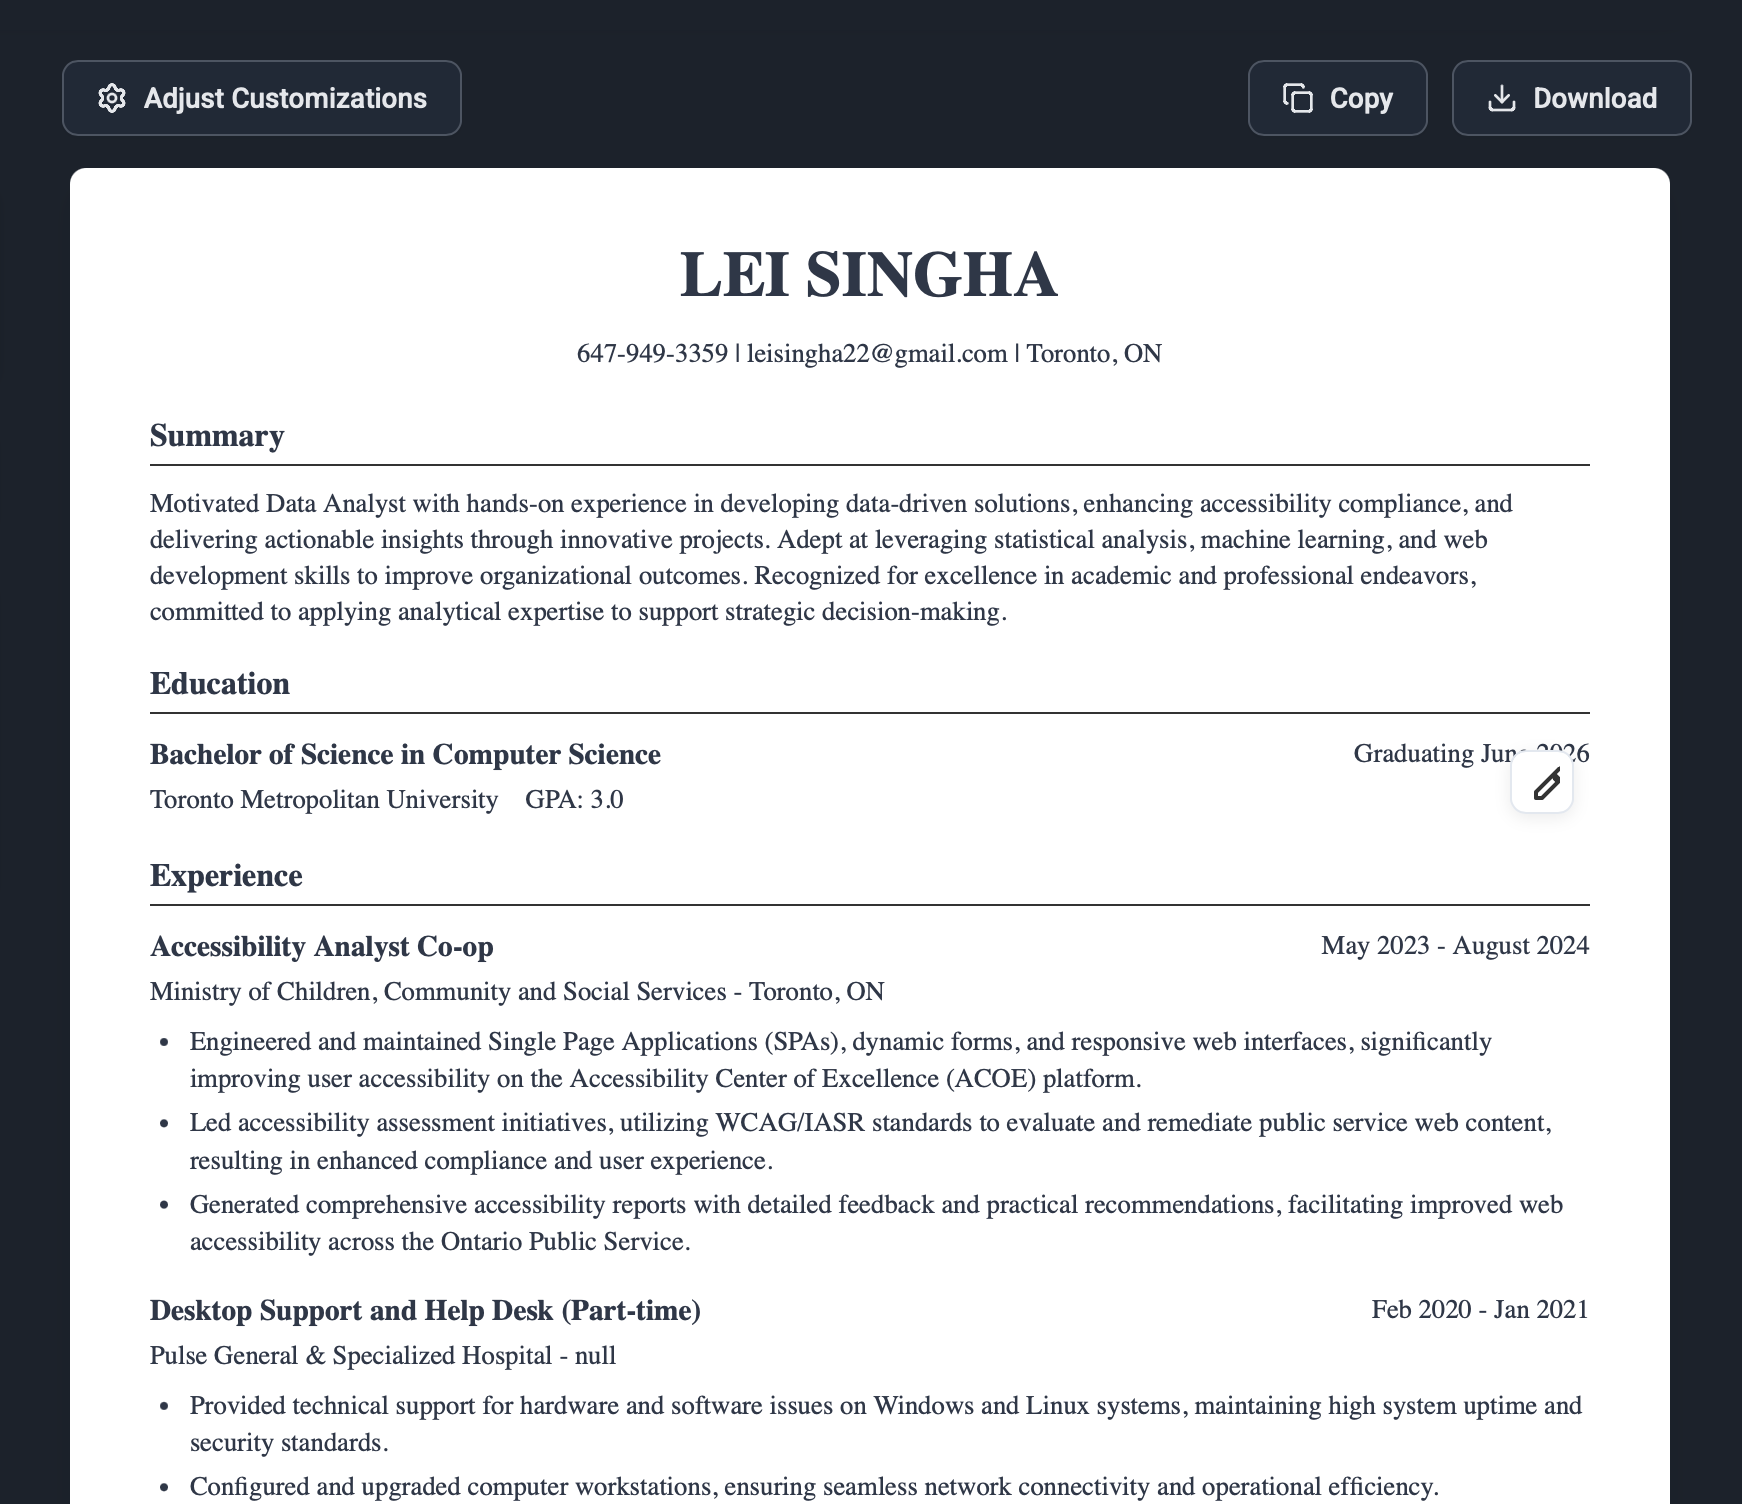 Adjust Customizations
Copy
Download
LEI SINGHA
647-949-3359 | leisingha22@gmail.com | Toronto, ON
Summary
Motivated Data Analyst with hands-on experience in developing data-driven solutions, enhancing accessibility compliance, and
delivering actionable insights through innovative projects. Adept at leveraging statistical analysis, machine learning, and web
development skills to improve organizational outcomes. Recognized for excellence in academic and professional endeavors,
committed to applying analytical expertise to support strategic decision-making.
Education
Bachelor of Science in Computer Science
Graduating June 2026
Toronto Metropolitan University GPA: 3.0
Experience
Accessibility Analyst Co-op
May 2023 - August 2024
Ministry of Children, Community and Social Services - Toronto, ON
• Engineered and maintained Single Page Applications (SPAs), dynamic forms, and responsive web interfaces, significantly
improving user accessibility on the Accessibility Center of Excellence (ACOE) platform.
• Led accessibility assessment initiatives, utilizing WCAG/IASR standards to evaluate and remediate public service web content,
resulting in enhanced compliance and user experience.
• Generated comprehensive accessibility reports with detailed feedback and practical recommendations, facilitating improved web
accessibility across the Ontario Public Service.
Desktop Support and Help Desk (Part-time)
Feb 2020 - Jan 2021
Pulse General & Specialized Hospital - null
• Provided technical support for hardware and software issues on Windows and Linux systems, maintaining high system uptime and
security standards.
• Configured and upgraded computer workstations, ensuring seamless network connectivity and operational efficiency.